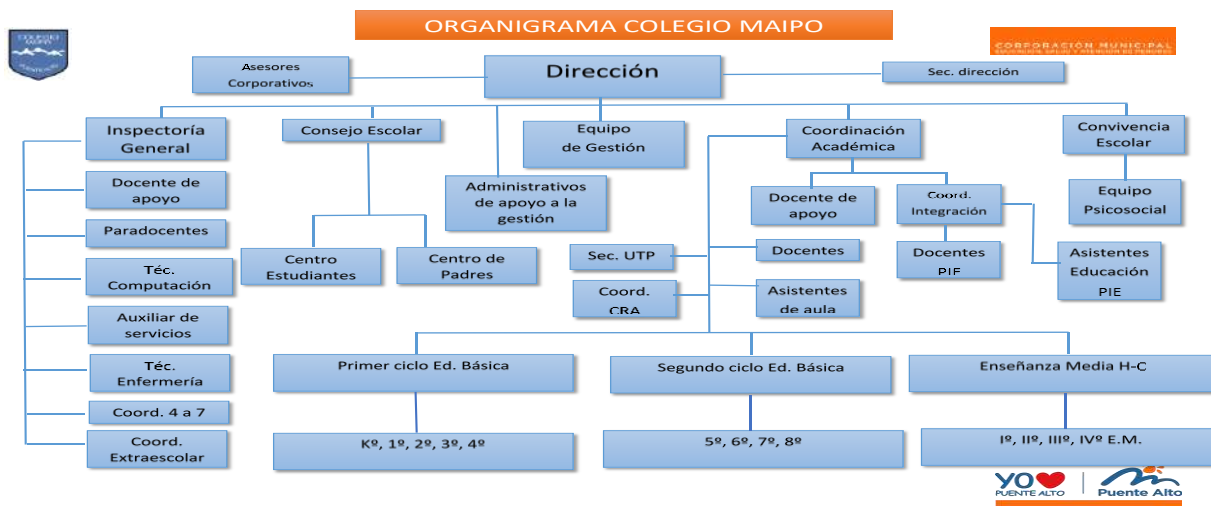 ORGANIGRAMA COLEGIO MAIPO
COLEGIO
PUENTE ALTO
CORPORACIÓN MUNICIPAL
Asesores
Corporativos
Dirección
Sec. dirección
Inspectoría
General
Consejo Escolar
Equipo
de Gestión
Coordinación
Académica
Convivencia
Escolar
Docente de
apoyo
Administrativos
de apoyo a la
gestión
Docente de
apoyo
Coord.
Integración
Equipo
Psicosocial
Paradocentes
Centro
Estudiantes
Centro de
Padres
Sec. UTP
Docentes
Docentes
Asistentes
Educación
PIE
Téc.
Computación
Coord.
CRA
Asistentes
de aula
Auxiliar de
servicios
Téc.
Enfermería
Primer ciclo Ed. Básica
Segundo ciclo Ed. Básica
Enseñanza Media H-C
Coord. 4 a 7
Coord.
Extraescolar
Kº, 1º, 2º, 3º, 4º
5º, 6º, 7º, 8º
Iº, IIº, IIIº, IVº E.M.
YO
PUENTE ALTO
Puente Alto